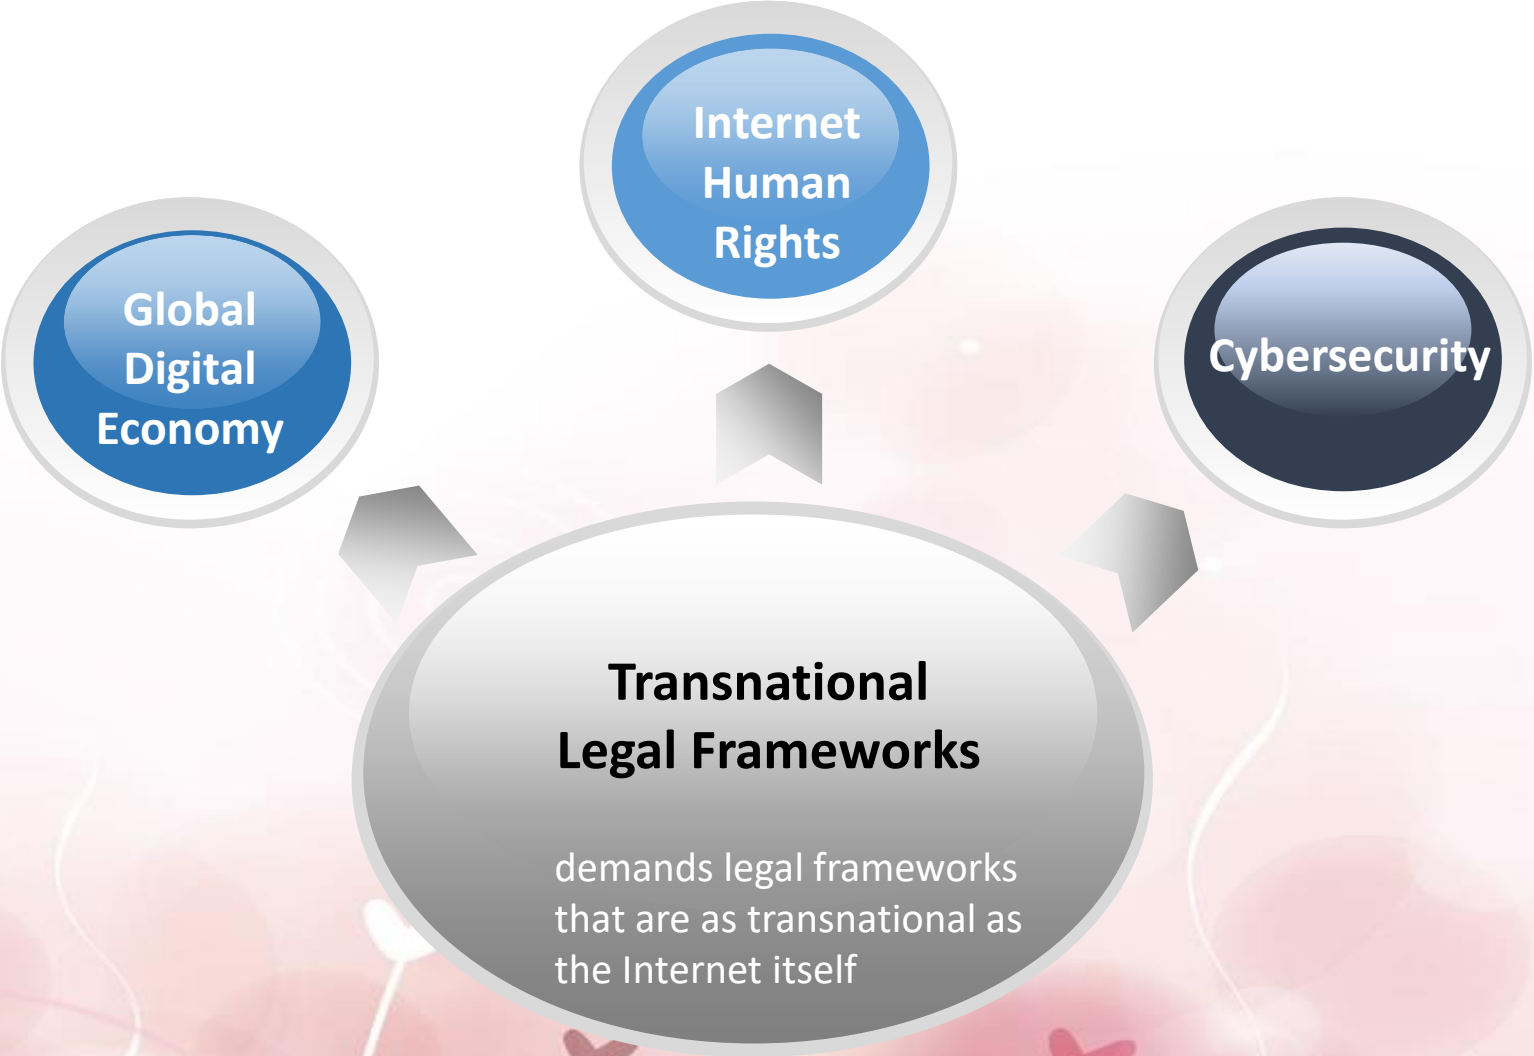 Internet
Human
Rights
Global
Digital
Economy
Cybersecurity
Transnational
Legal Frameworks
demands legal frameworks
that are as transnational as
the Internet itself